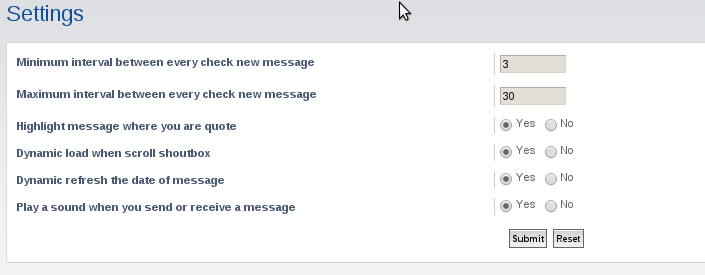 Settings
Minimum interval between every check new message 3
Maximum interval between every check new message 30
Highlight message where you are quote Yes No
Dynamic load when scroll shoutbox Yes No
Dynamic refresh the date of message Yes No
Play a sound when you send or receive a message Yes No
Submit Reset